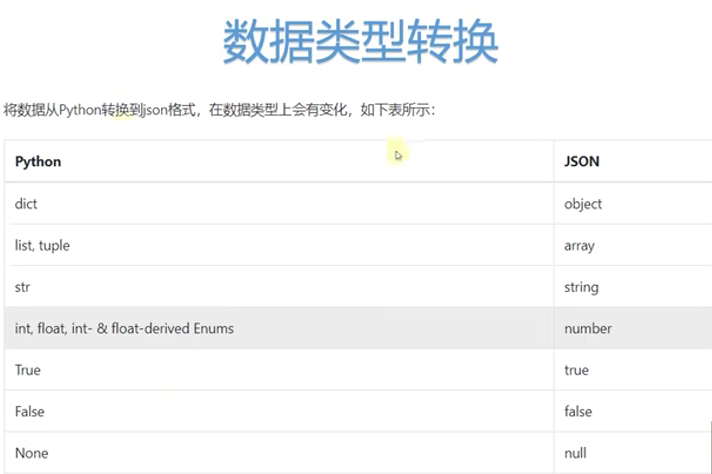 数据类型转换
将数据从Python转换到json格式，在数据类型上会有变化，如下表所示：
Python JSON
dict object
list, tuple array
str string
int, float, int- & float-derived Enums number
True true
False false
None null